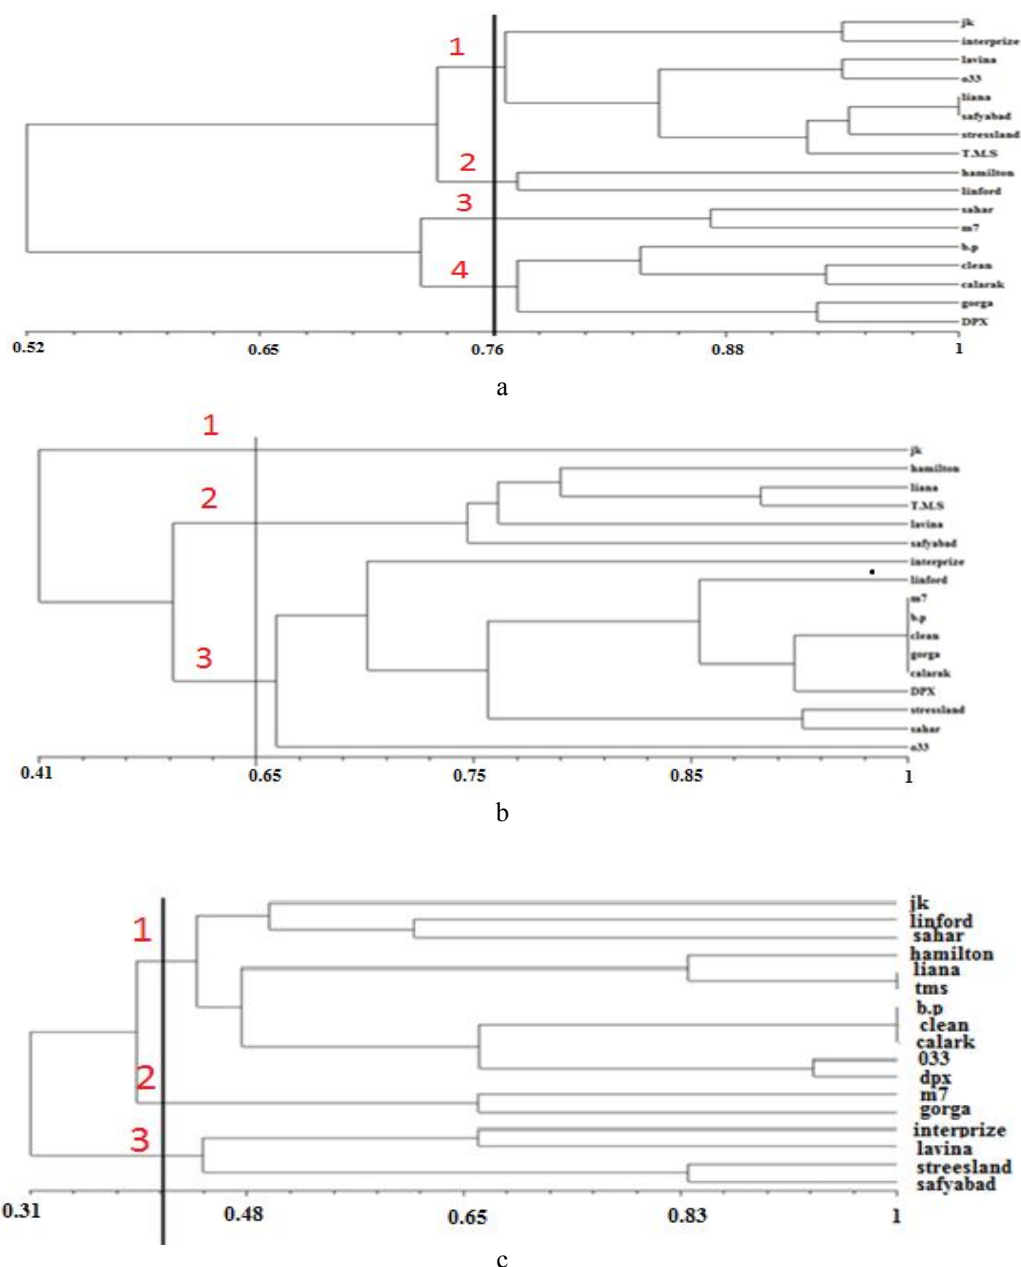 jk
1
interprize
lavina
o33
liana
safyabad
stressland
T.M.S
2
hamilton
linford
3
sahar
m7
b.p
4
clean
calarak
gorga
DPX
0.52 0.65 0.76 0.88 1
a
1
jk
hamilton
2
liana
T.M.S
lavina
safyabad
interprize
linford
m7
b.p
clean
3
gorga
calarak
DPX
stressland
sahar
o33
0.41 0.65 0.75 0.85 1
b
jk
1
linford
sahar
hamilton
liana
tms
b.p
clean
calark
033
2
dpx
m7
gorga
3
interprize
lavina
streesland
safyabad
0.31 0.48 0.65 0.83 1
c